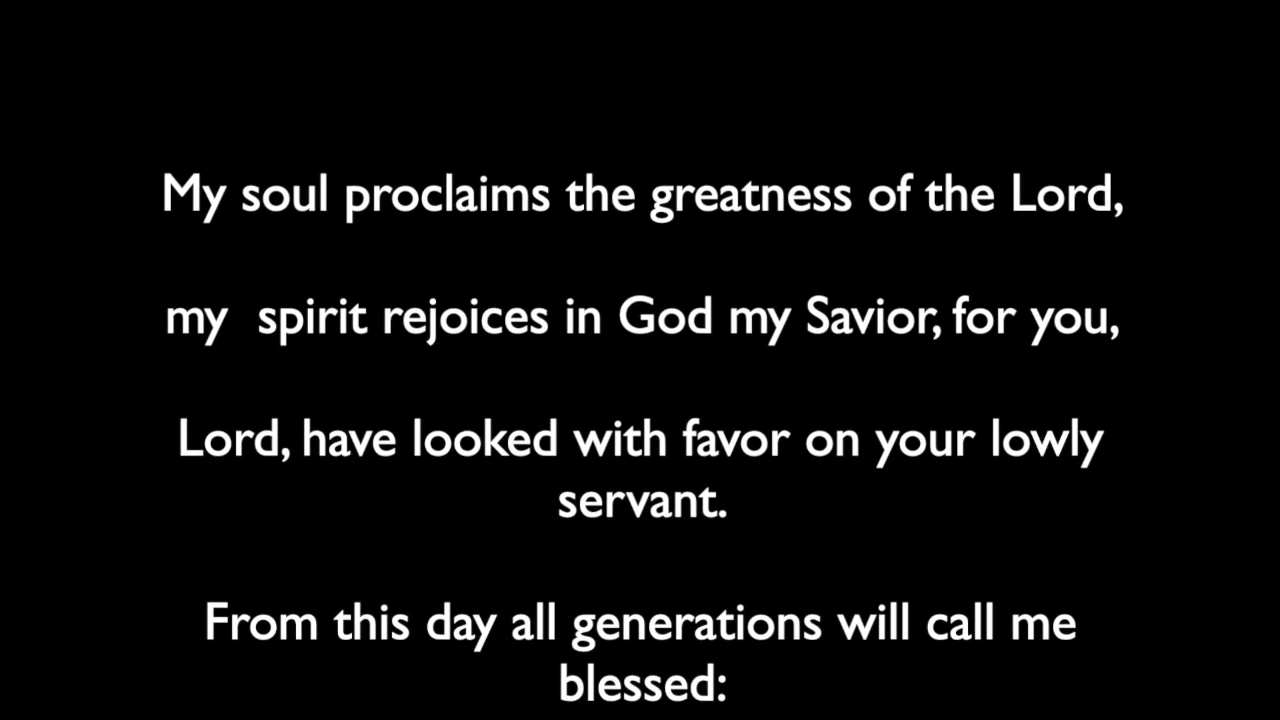 My soul proclaims the greatness of the Lord,
my  spirit rejoices in God my Savior, for you,
Lord, have looked with favor on your lowly
servant.
From this day all generations will call me
blessed: